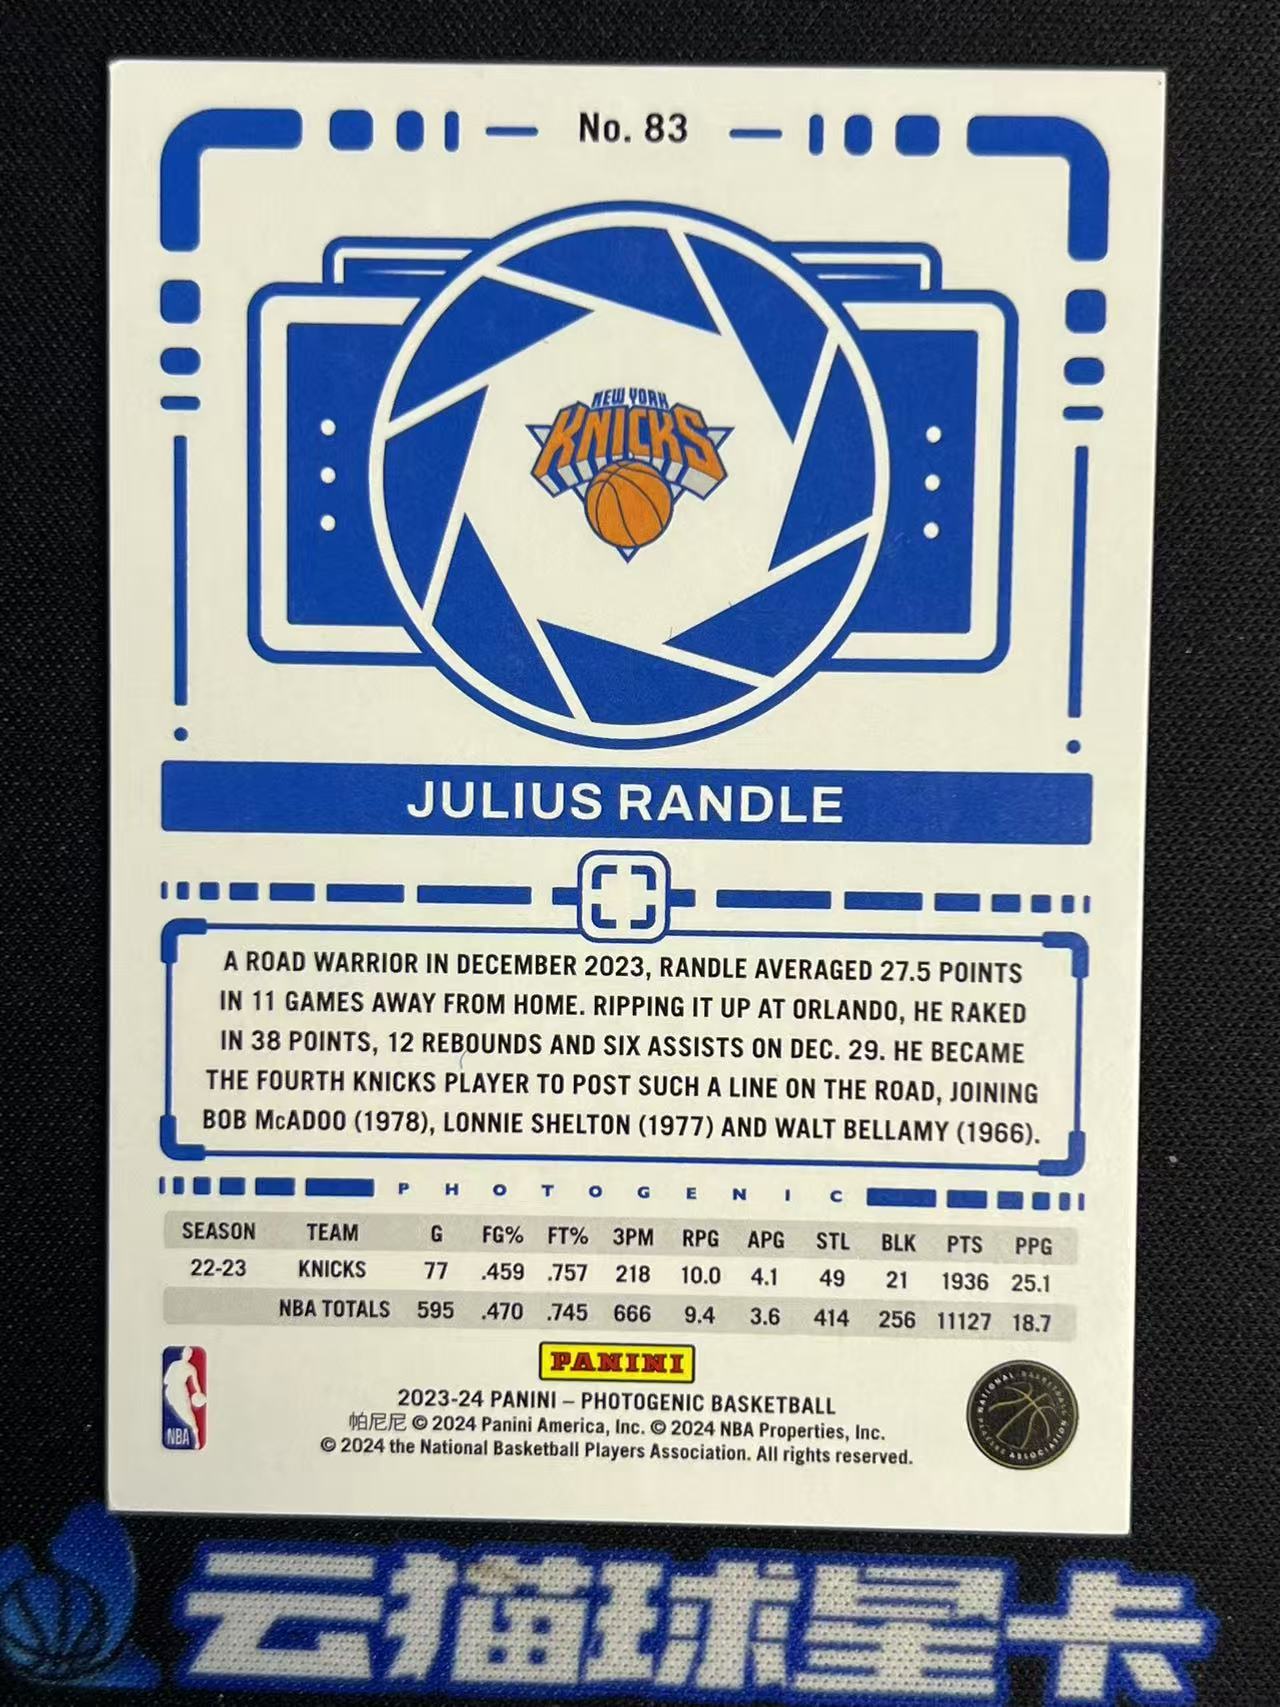 No. 83
NEW YORK
KNICKS
JULIUS RANDLE
A ROAD WARRIOR IN DECEMBER 2023, RANDLE AVERAGED 27.5 POINTS
IN 11 GAMES AWAY FROM HOME. RIPPING IT UP AT ORLANDO, HE RAKED
IN 38 POINTS, 12 REBOUNDS AND SIX ASSISTS ON DEC. 29. HE BECAME
THE FOURTH KNICKS PLAYER TO POST SUCH A LINE ON THE ROAD, JOINING
BOB McADOO (1978), LONNIE SHELTON (1977) AND WALT BELLAMY (1966).
PHOTOGENIC
SEASON TEAM G FG% FT% 3PM RPG APG STL BLK PTS PPG
22-23 KNICKS 77 .459 .757 218 10.0 4.1 49 21 1936 25.1
NBA TOTALS 595 .470 .745 666 9.4 3.6 414 256 11127 18.7
PANINI
2023-24 PANINI – PHOTOGENIC BASKETBALL
帕尼尼 © 2024 Panini America, Inc. © 2024 NBA Properties, Inc.
© 2024 the National Basketball Players Association. All rights reserved.
NBA
NATIONAL BASKETBALL PLAYERS ASSOCIATION
云猫球星卡